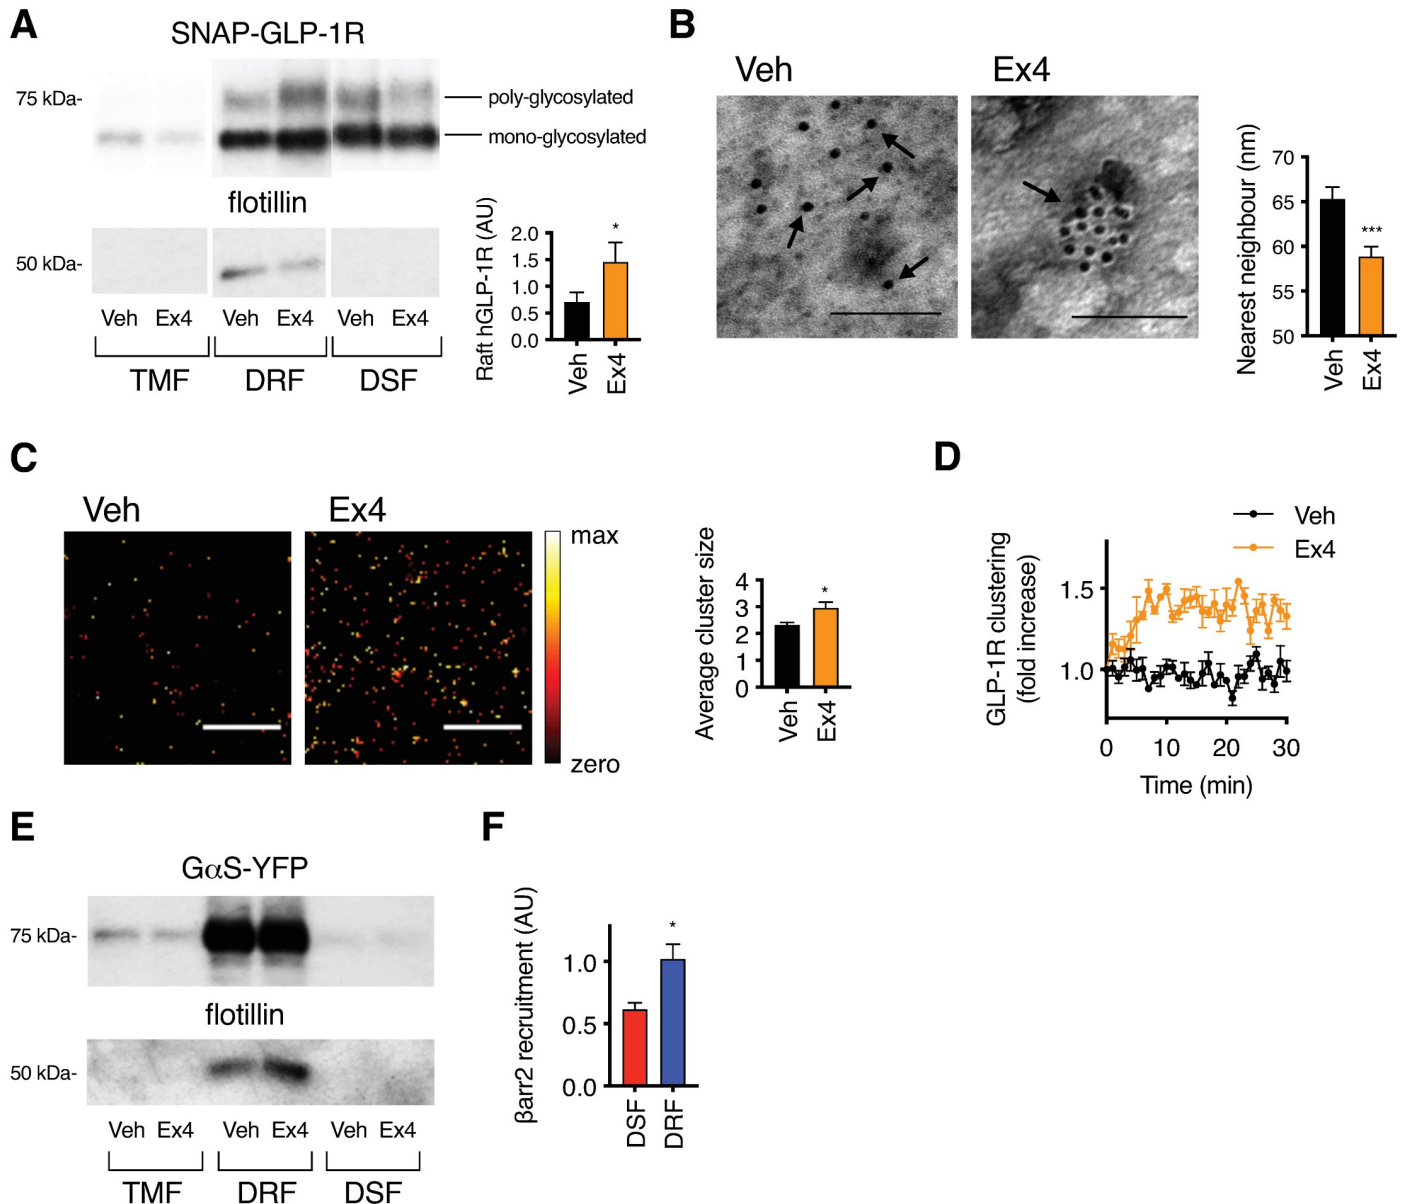 A
SNAP-GLP-1R
75 kDa-
poly-glycosylated
mono-glycosylated
flotillin
50 kDa-
Veh Ex4 Veh Ex4 Veh Ex4
TMF DRF DSF
Raft hGLP-1R (AU)
2.0
1.5
1.0
0.5
0.0
*
Veh
Ex4
B
Veh
Ex4
Nearest neighbour (nm)
70
65
60
55
50
***
Veh
Ex4
C
Veh
Ex4
max
zero
Average cluster size
4
3
2
1
0
*
Veh
Ex4
D
Veh
Ex4
GLP-1R clustering
(fold increase)
1.5
1.0
0 10 20 30
Time (min)
E
GαS-YFP
75 kDa-
flotillin
50 kDa-
Veh Ex4 Veh Ex4 Veh Ex4
TMF DRF DSF
F
βarr2 recruitment (AU)
1.0
0.5
0.0
*
DSF
DRF